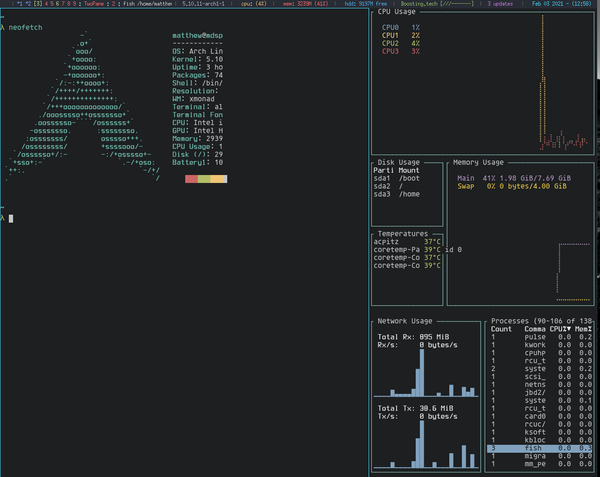 *1 *2 [3] 4 5 6 7 8 9 : TwoPane : 2 : fish /home/matthew | 5.10.11-arch1-1 | cpu: (4%) | mem: 3239M (41%) | hdd: 9197M free | Boosting_tech | 3 updates | Feb 03 2021 - (12:58)
λ neofetch
matthew@mdsp
------------
OS: Arch Lin
Kernel: 5.10
Uptime: 3 ho
Packages: 74
Shell: /bin/
Resolution:
WM: xmonad
Terminal: al
Terminal Fon
CPU: Intel i
GPU: Intel H
Memory: 2939
CPU Usage: 1
Disk (/): 29
Battery1: 10
~
λ
CPU Usage
CPU0 1%
CPU1 2%
CPU2 4%
CPU3 3%
Disk Usage
Parti Mount
sda1 /boot
sda2 /
sda3 /home
Memory Usage
Main 41% 1.98 GiB/7.69 GiB
Swap 0% 0 bytes/4.00 GiB
Temperatures
acpitz 37°C
coretemp-Pa 39°C id 0
coretemp-Co 37°C
coretemp-Co 39°C
Network Usage
Total Rx: 895 MiB
Rx/s: 0 bytes/s
Total Tx: 30.6 MiB
Tx/s: 0 bytes/s
Processes (90-106 of 138
Count Comma CPU%▼ Mem%
1 pulse 0.0 0.2
1 kwork 0.0 0.0
1 cpuhp 0.0 0.0
1 rcu_t 0.0 0.0
2 syste 0.0 0.2
1 scsi_ 0.0 0.0
1 netns 0.0 0.0
1 jbd2/ 0.0 0.0
1 syste 0.0 0.1
1 rcu_t 0.0 0.0
1 card0 0.0 0.0
1 rcuc/ 0.0 0.0
1 ksoft 0.0 0.0
1 kbloc 0.0 0.0
3 fish 0.0 0.3
1 migra 0.0 0.0
1 mm_pe 0.0 0.0